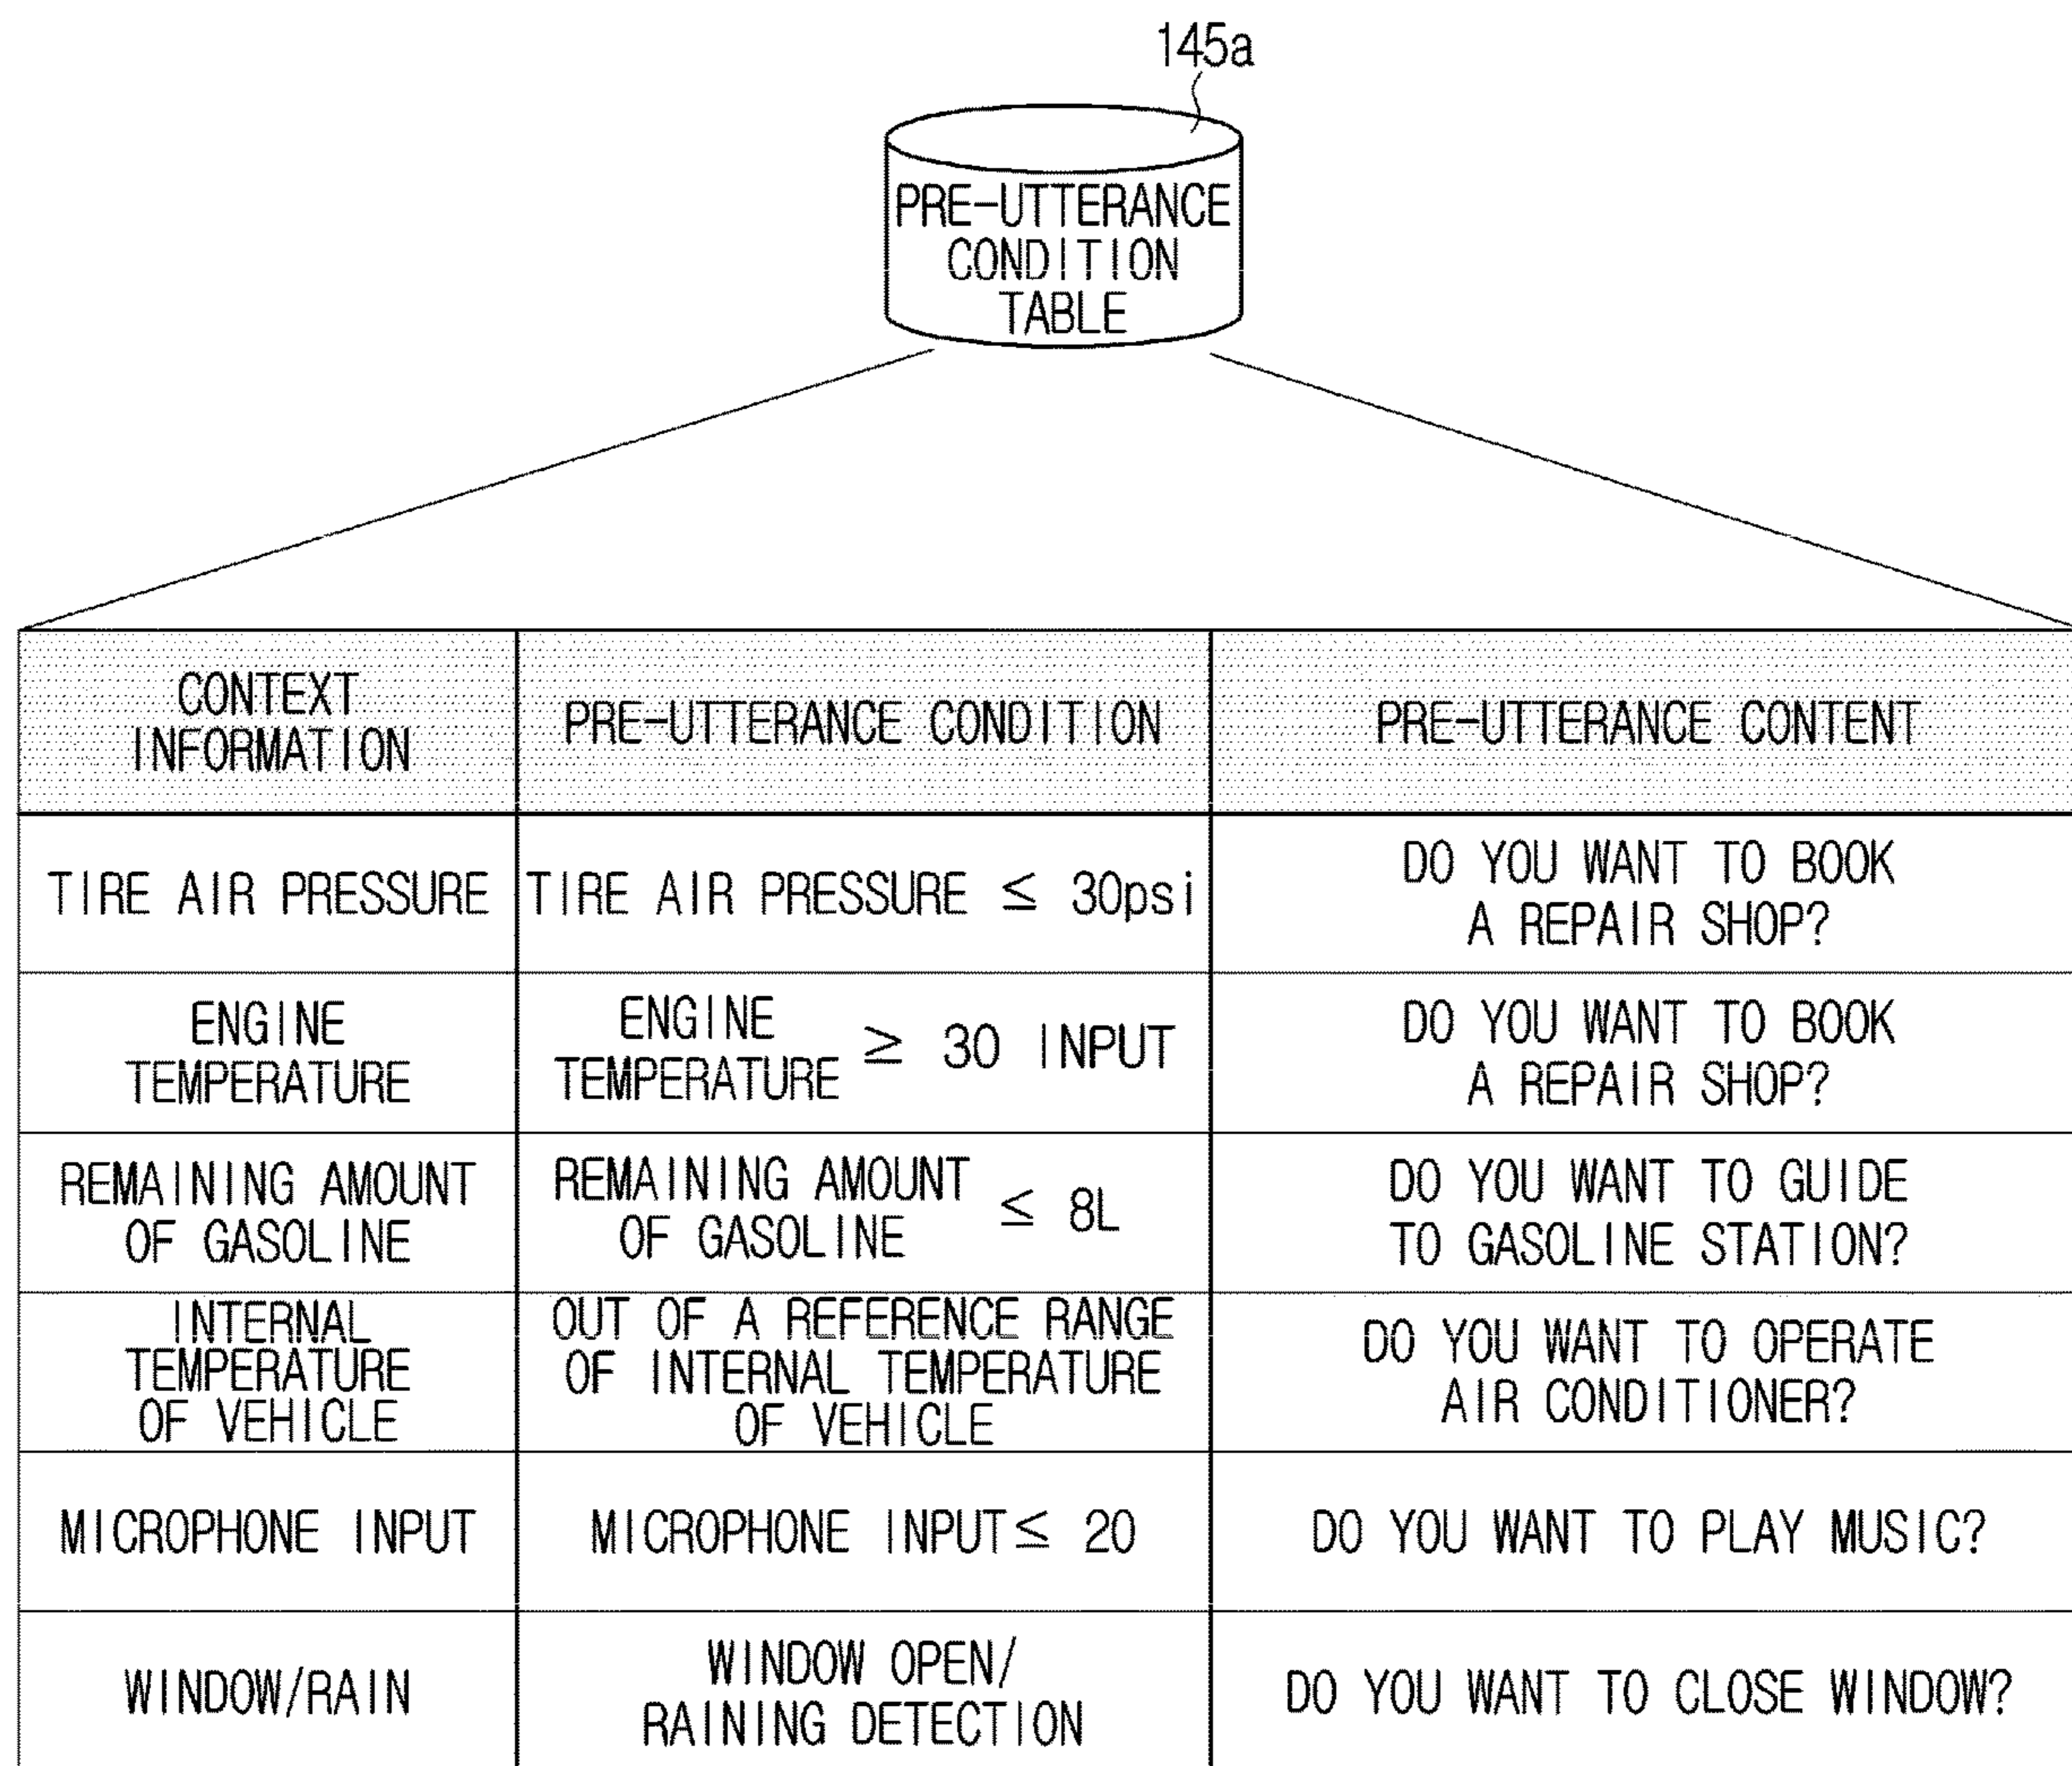 145a
PRE-UTTERANCE
CONDITION
TABLE
CONTEXT
INFORMATION
PRE-UTTERANCE CONDITION
PRE-UTTERANCE CONTENT
TIRE AIR PRESSURE
TIRE AIR PRESSURE ≤ 30psi
DO YOU WANT TO BOOK
A REPAIR SHOP?
ENGINE
TEMPERATURE
ENGINE
TEMPERATURE ≥ 30 INPUT
DO YOU WANT TO BOOK
A REPAIR SHOP?
REMAINING AMOUNT
OF GASOLINE
REMAINING AMOUNT
OF GASOLINE ≤ 8L
DO YOU WANT TO GUIDE
TO GASOLINE STATION?
INTERNAL
TEMPERATURE
OF VEHICLE
OUT OF A REFERENCE RANGE
OF INTERNAL TEMPERATURE
OF VEHICLE
DO YOU WANT TO OPERATE
AIR CONDITIONER?
MICROPHONE INPUT
MICROPHONE INPUT ≤ 20
DO YOU WANT TO PLAY MUSIC?
WINDOW/RAIN
WINDOW OPEN/
RAINING DETECTION
DO YOU WANT TO CLOSE WINDOW?